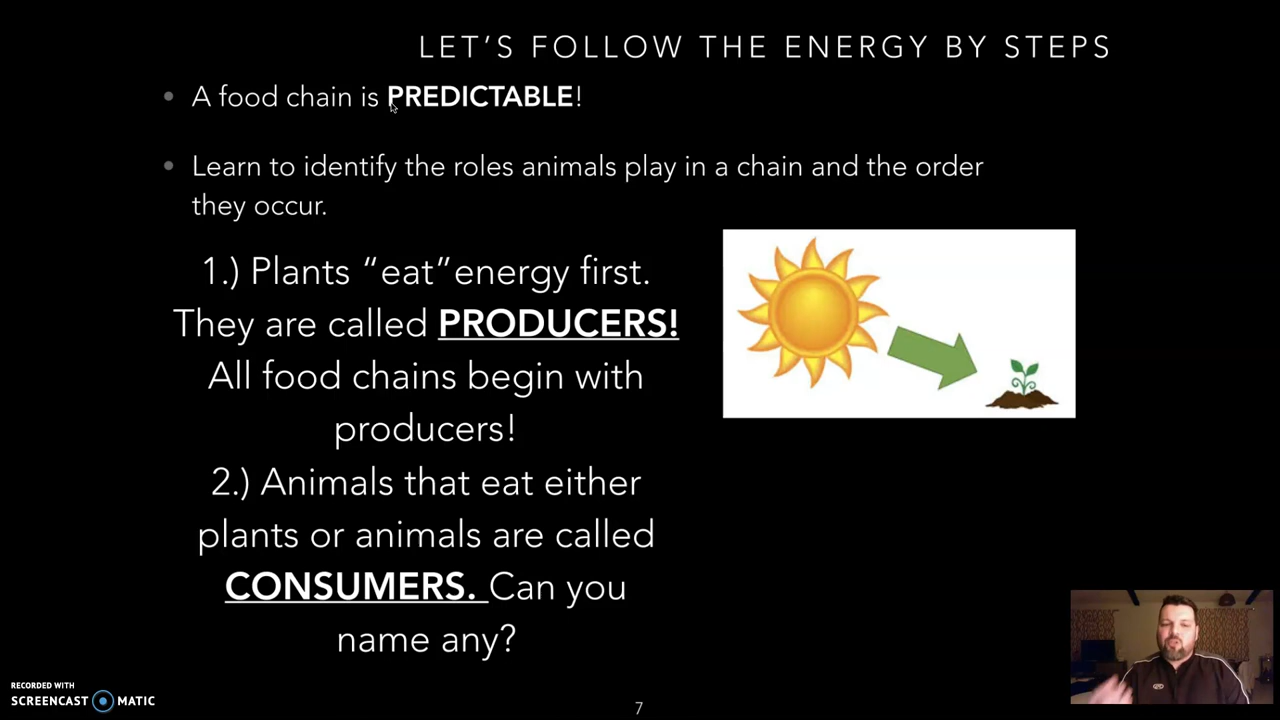 LET'S FOLLOW THE ENERGY BY STEPS
A food chain is PREDICTABLE!
Learn to identify the roles animals play in a chain and the order
they occur.
1.) Plants “eat”energy first.
They are called PRODUCERS!
All food chains begin with
producers!
2.) Animals that eat either
plants or animals are called
CONSUMERS. Can you
name any?
RECORDED WITH
SCREENCAST MATIC
7